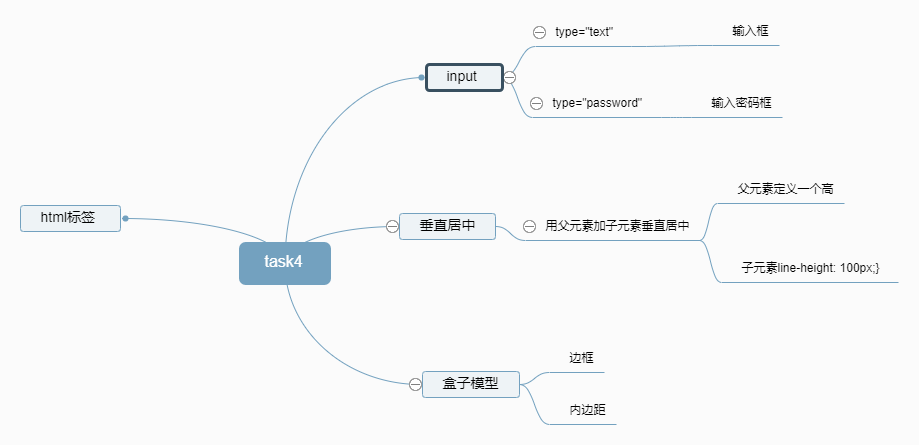 task4
html标签
input
type="text"
输入框
type="password"
输入密码框
垂直居中
用父元素加子元素垂直居中
父元素定义一个高
子元素line-height: 100px;}
盒子模型
边框
内边距